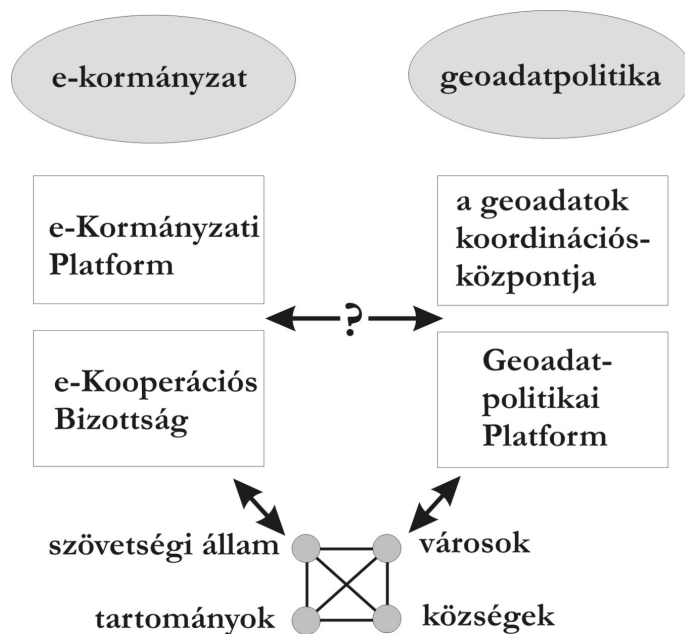 e-kormányzat
geoadatpolitika
e-Kormányzati
Platform
a geoadatok
koordinációs-
központja
?
e-Kooperációs
Bizottság
Geoadat-
politikai
Platform
szövetségi állam
városok
tartományok
községek